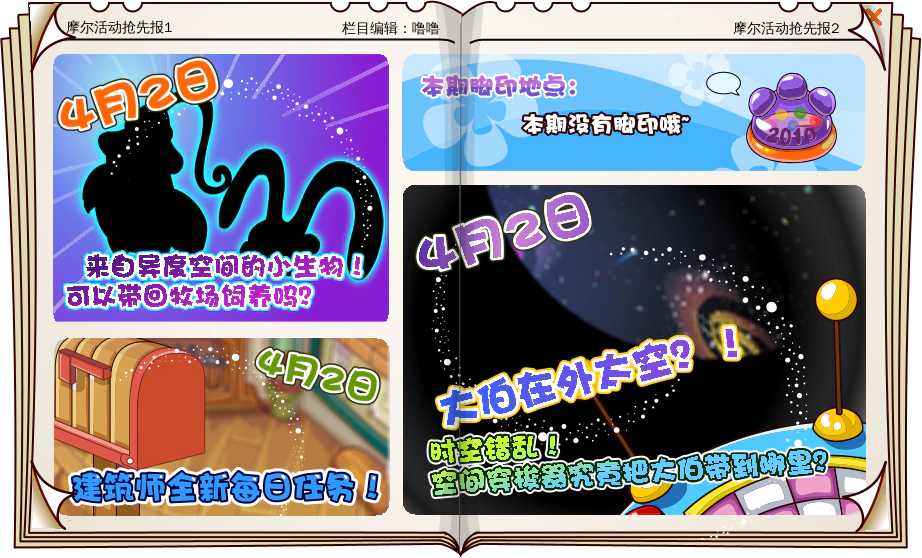 摩尔活动抢先报1
栏目编辑：噜噜
摩尔活动抢先报2
4月2日
来自异度空间的小生物！
可以带回牧场饲养吗？
4月2日
建筑师全新每日任务！
本期脚印地点：
本期没有脚印哦~
2010
4月2日
大伯在外太空？！
时空错乱！
空间穿梭器究竟把大伯带到哪里？